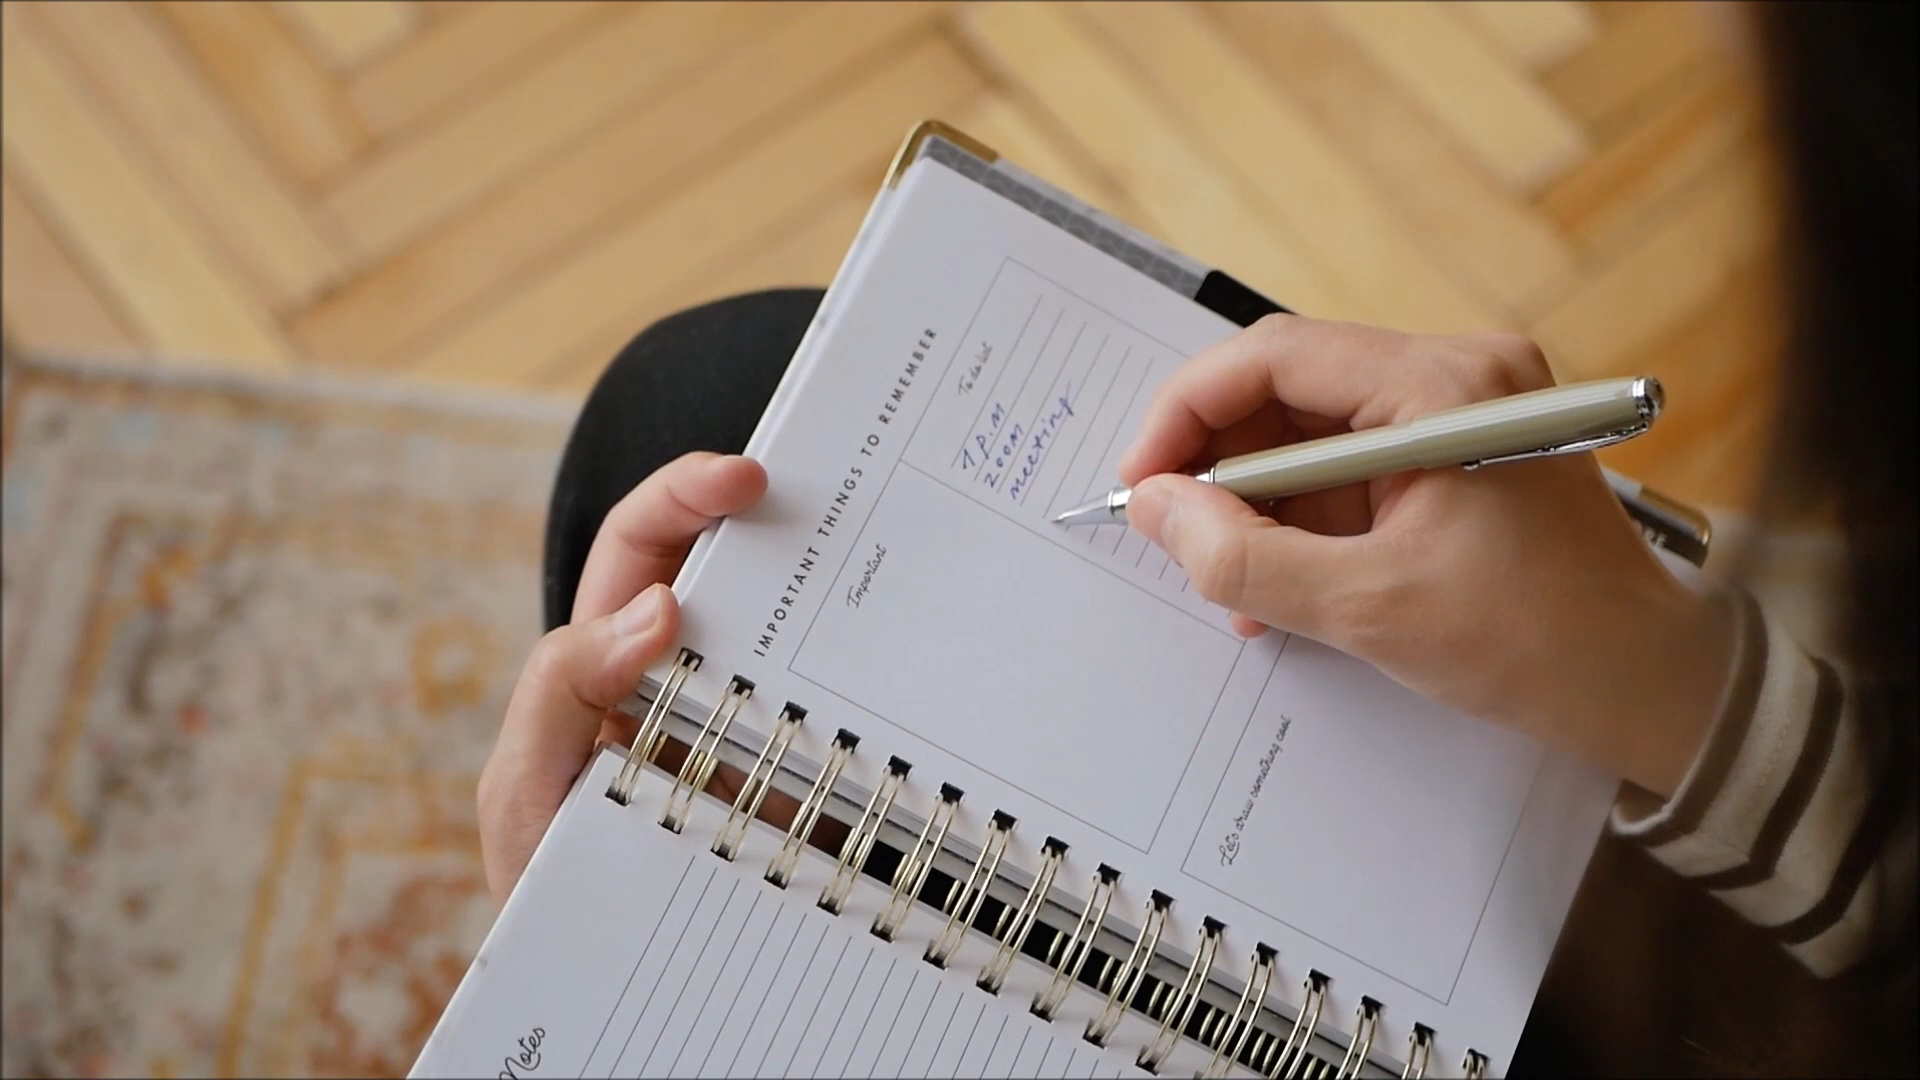 IMPORTANT THINGS TO REMEMBER
To do list
1 P.M
zoom
meeting
Important
Let's draw something cool
Notes